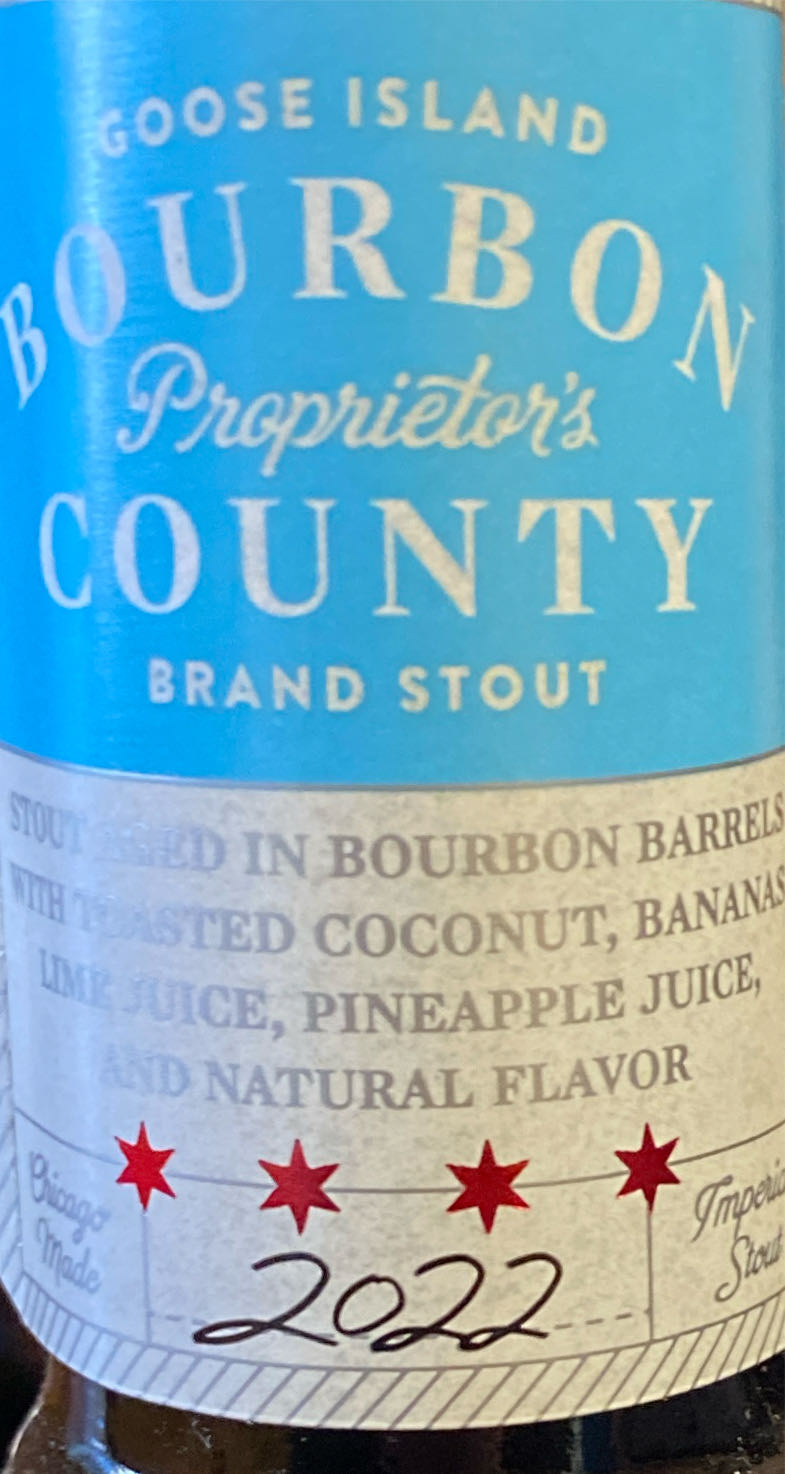 GOOSE ISLAND
BOURBON
Proprietor's
COUNTY
BRAND STOUT
STOUT AGED IN BOURBON BARRELS
WITH TOASTED COCONUT, BANANAS
LIME JUICE, PINEAPPLE JUICE,
AND NATURAL FLAVOR
Chicago
Made
2022
Imperia
Stout